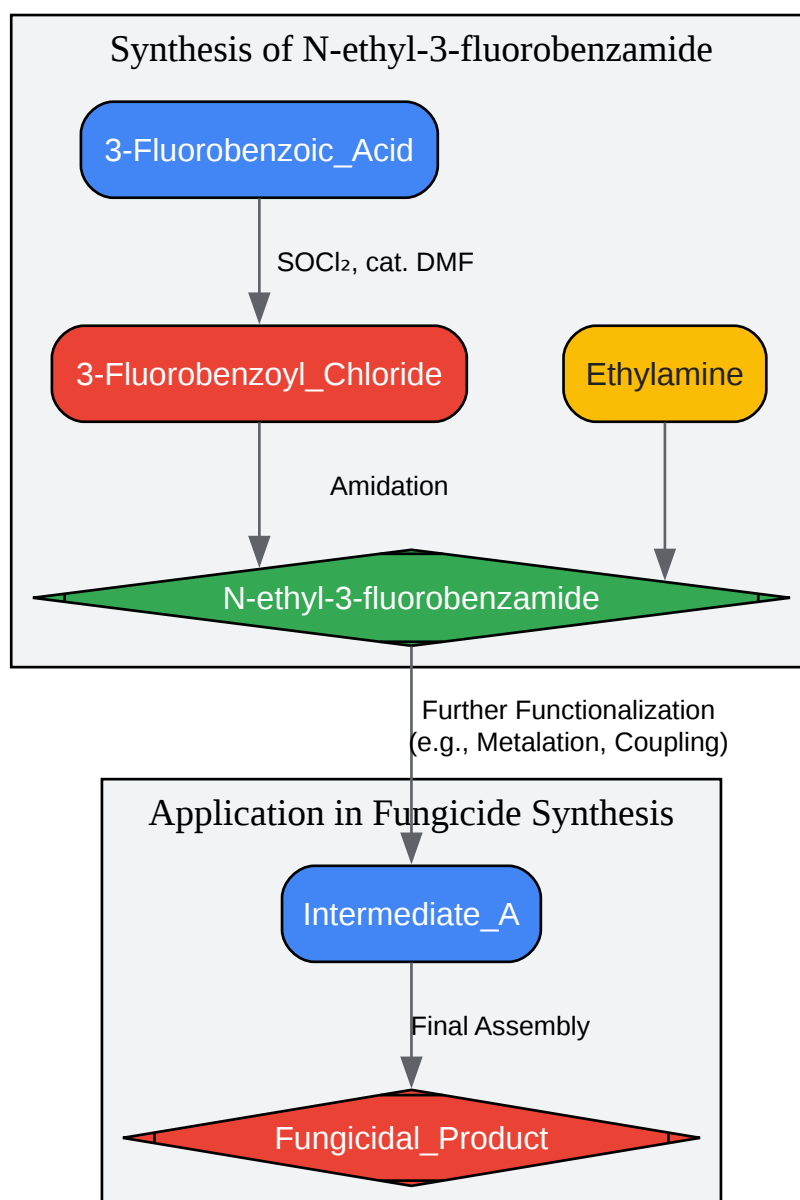 Synthesis of N-ethyl-3-fluorobenzamide
3-Fluorobenzoic_Acid
SOCl₂, cat. DMF
3-Fluorobenzoyl_Chloride
Ethylamine
Amidation
N-ethyl-3-fluorobenzamide
Further Functionalization
(e.g., Metalation, Coupling)
Application in Fungicide Synthesis
Intermediate_A
Final Assembly
Fungicidal_Product